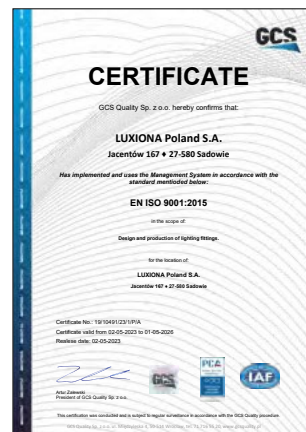 GCS
CERTIFICATE
GCS Quality Sp. z o.o. hereby confirms that:
LUXIONA Poland S.A.
Jacentów 167 ♦ 27-580 Sadowie
Has implemented and uses the Management System in accordance with the
standard mentioded below:
EN ISO 9001:2015
in the scope of:
Design and production of lighting fittings.
for the location of:
LUXIONA Poland S.A.
Jacentów 167 ♦ 27-580 Sadowie
Certificate No.: 19/10491/23/1/P/A
Certificate valid from 02-05-2023 to 01-05-2026
Realese date: 02-05-2023
Artur Zalewski
President of GCS Quality Sp. z o.o.
GCS
PCA
IAF
This certification was conducted and is subject to regular surveillance in accordance with the GCS Quality procedure.